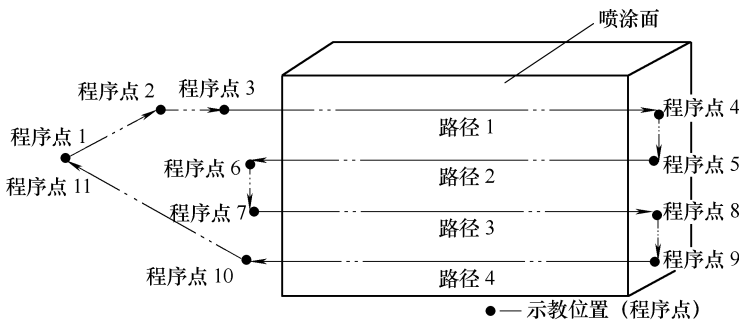 喷涂面
程序点 2
程序点 3
程序点 4
程序点 1
路径 1
程序点 6
程序点 5
程序点 11
路径 2
程序点 7
程序点 8
路径 3
程序点 10
程序点 9
路径 4
示教位置（程序点）